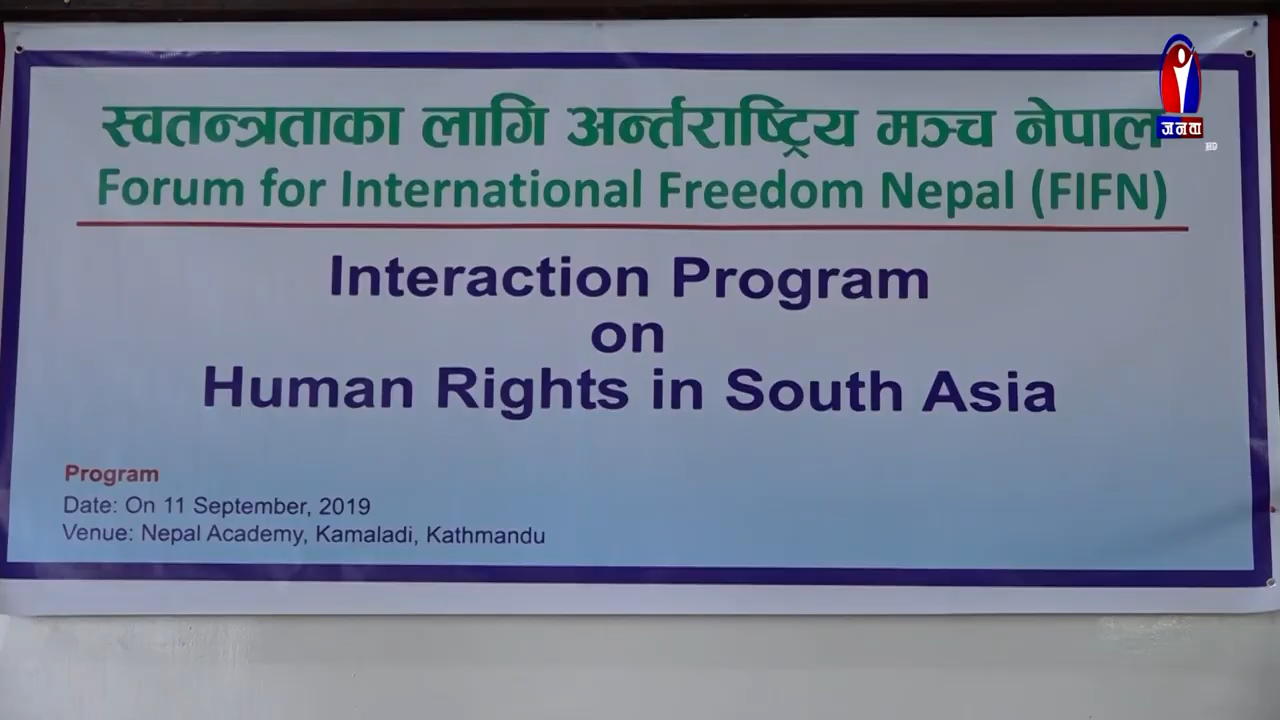 स्वतन्त्रताका लागि अर्न्तराष्ट्रिय मञ्च नेपाल
Forum for International Freedom Nepal (FIFN)
Interaction Program
on
Human Rights in South Asia
Program
Date: On 11 September, 2019
Venue: Nepal Academy, Kamaladi, Kathmandu
जनता
HD